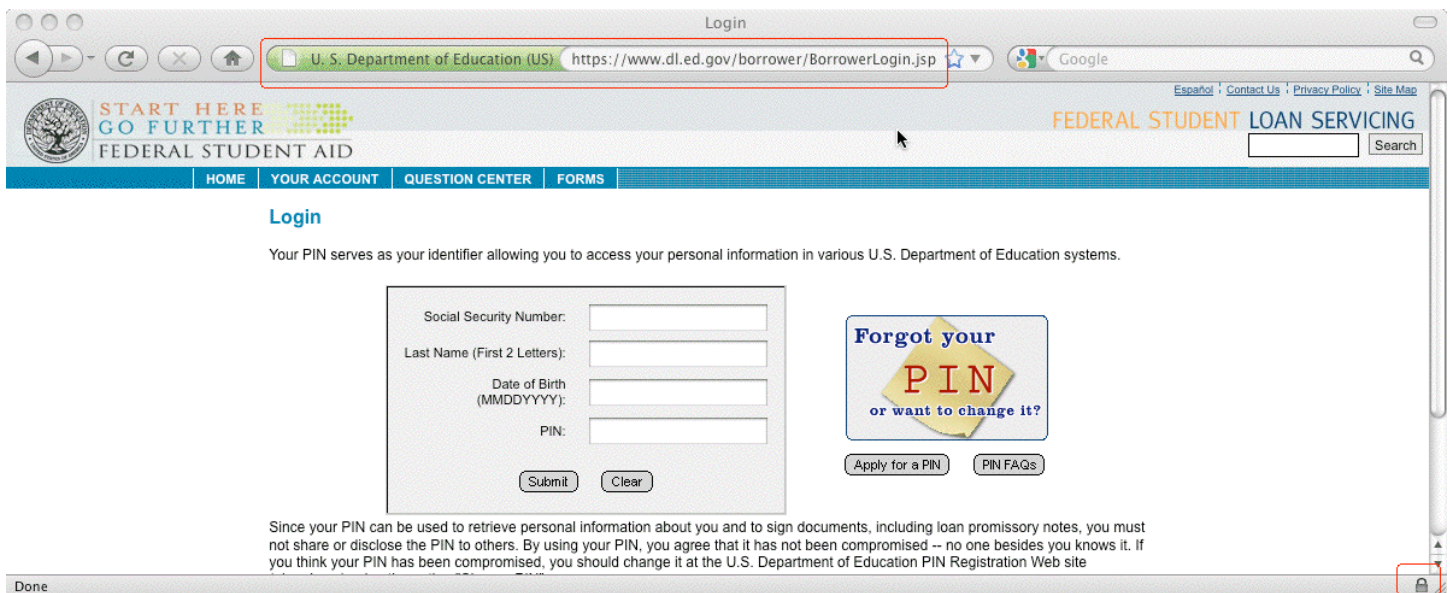 Login
U. S. Department of Education (US) https://www.dl.ed.gov/borrower/BorrowerLogin.jsp Google
Español Contact Us Privacy Policy Site Map
START HERE
GO FURTHER
FEDERAL STUDENT AID
FEDERAL STUDENT LOAN SERVICING
Search
HOME YOUR ACCOUNT QUESTION CENTER FORMS
Login
Your PIN serves as your identifier allowing you to access your personal information in various U.S. Department of Education systems.
Social Security Number:
Last Name (First 2 Letters):
Date of Birth
(MMDDYYYY):
PIN:
Submit Clear
Forgot your
PIN
or want to change it?
Apply for a PIN PIN FAQs
Since your PIN can be used to retrieve personal information about you and to sign documents, including loan promissory notes, you must
not share or disclose the PIN to others. By using your PIN, you agree that it has not been compromised -- no one besides you knows it. If
you think your PIN has been compromised, you should change it at the U.S. Department of Education PIN Registration Web site
Done